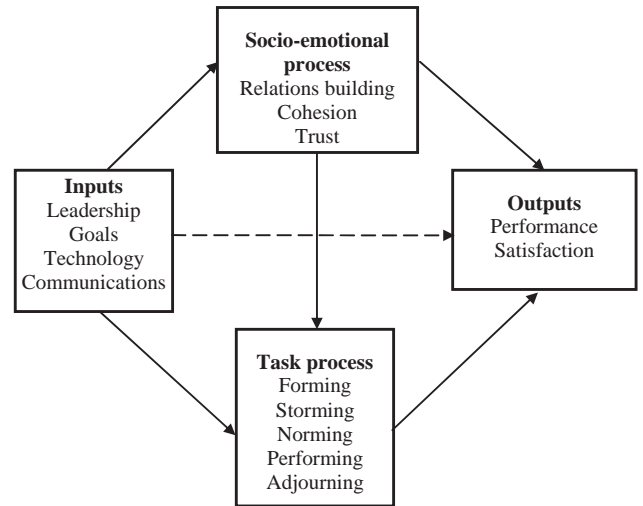 Socio-emotional
process
Relations building
Cohesion
Trust
Inputs
Leadership
Goals
Technology
Communications
Outputs
Performance
Satisfaction
Task process
Forming
Storming
Norming
Performing
Adjourning